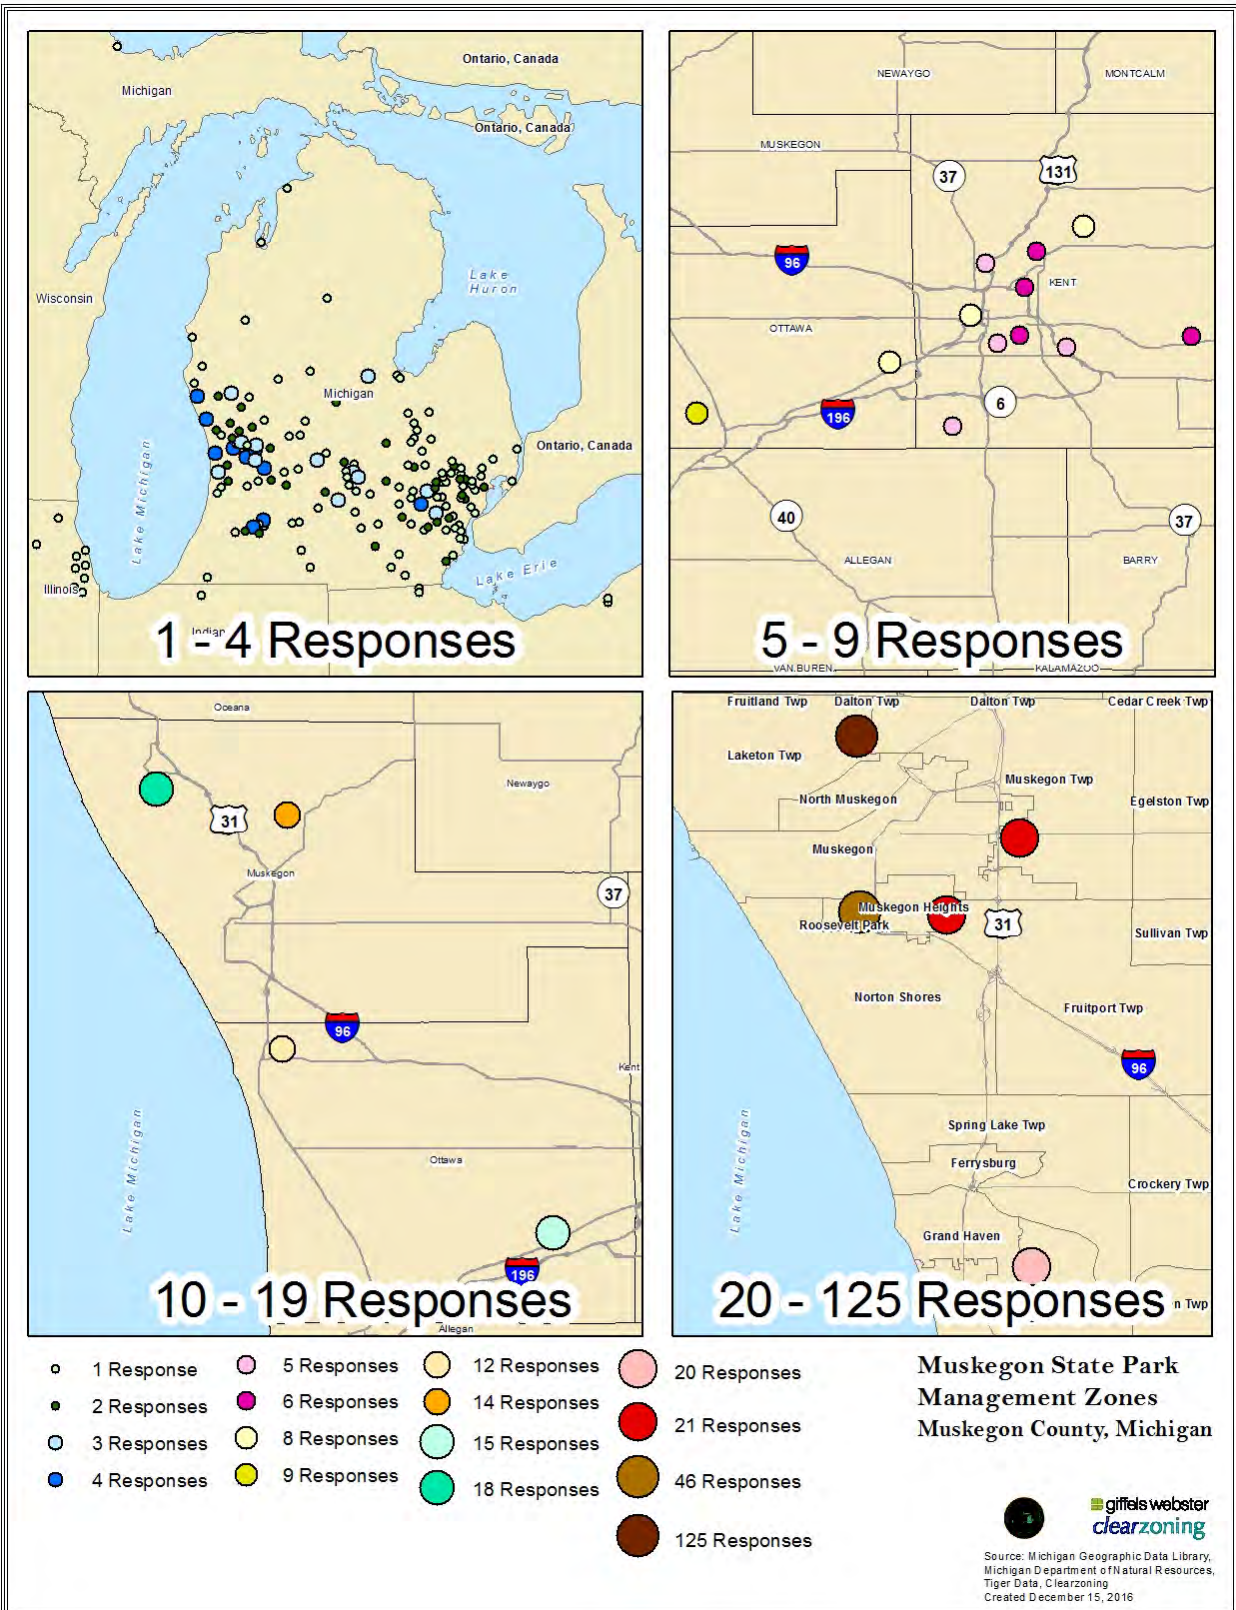 Ontario, Canada
Michigan
Ontario, Canada
Lake
Huron
Wisconsin
Michigan
Ontario, Canada
Lake Michigan
Lake Erie
Illinois
1 - 4 Responses
NEWAYGO
MONTCALM
MUSKEGON
37
131
96
KENT
OTTAWA
196
6
40
37
ALLEGAN
BARRY
5 - 9 Responses
VAN BUREN
KALAMAZOO
Oceana
Newaygo
31
Muskegon
37
96
Kent
Lake Michigan
Ottawa
196
10 - 19 Responses
Allegan
Fruitland Twp
Dalton Twp
Dalton Twp
Cedar Creek Twp
Laketon Twp
Muskegon Twp
North Muskegon
Egelston Twp
Muskegon
Muskegon Heights
Roosevelt Park
31
Sullivan Twp
Norton Shores
Fruitport Twp
96
Lake Michigan
Spring Lake Twp
Ferrysburg
Crockery Twp
Grand Haven
20 - 125 Responses
n Twp
1 Response
2 Responses
3 Responses
4 Responses
5 Responses
6 Responses
8 Responses
9 Responses
12 Responses
14 Responses
15 Responses
18 Responses
20 Responses
21 Responses
46 Responses
125 Responses
Muskegon State Park
Management Zones
Muskegon County, Michigan
giffels webster
clearzoning
Source: Michigan Geographic Data Library,
Michigan Department of Natural Resources,
Tiger Data, Clearzoning
Created December 15, 2016